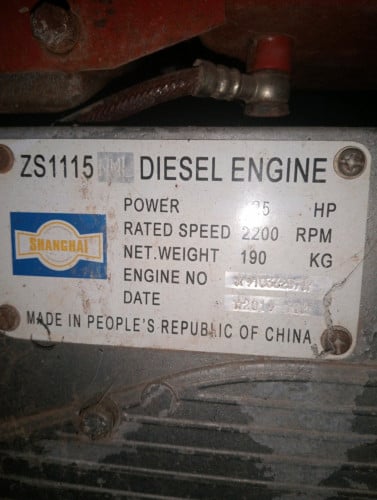 ZS1115 DIESEL ENGINE
POWER HP
RATED SPEED 2200 RPM
SHANGHAI
NET.WEIGHT 190 KG
ENGINE NO
DATE
MADE IN PEOPLE'S REPUBLIC OF CHINA